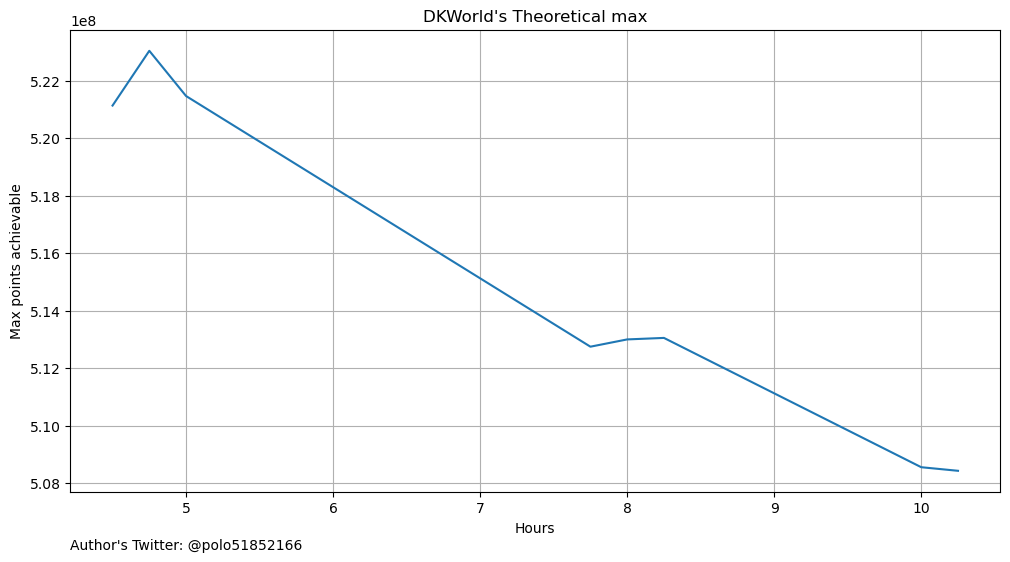 DKWorld's Theoretical max
1e8
5.22
5.20
5.18
5.16
5.14
5.12
5.10
5.08
Max points achievable
5 6 7 8 9 10
Hours
Author's Twitter: @polo51852166